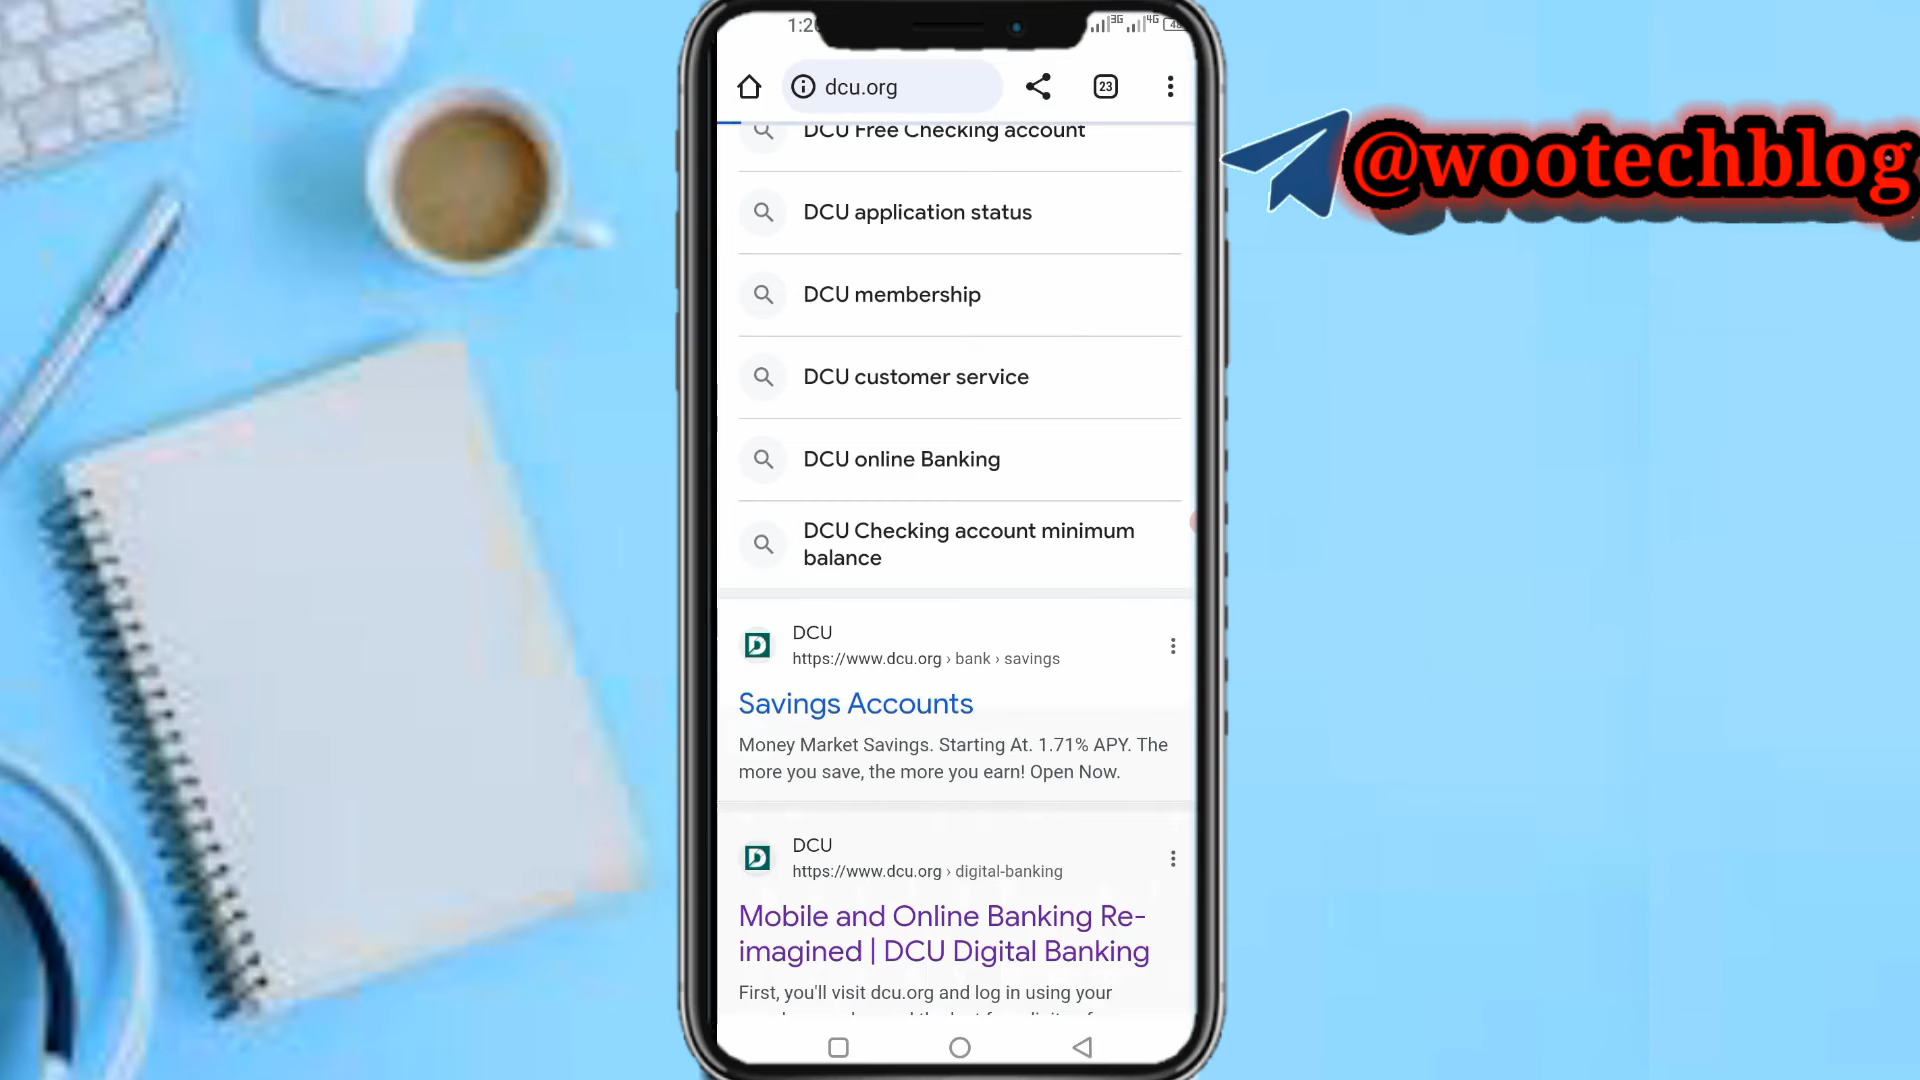 1:2
3G 4G
dcu.org
23
DCU Free Checking account
@wootechblog
DCU application status
DCU membership
DCU customer service
DCU online Banking
DCU Checking account minimum
balance
DCU
https://www.dcu.org › bank › savings
Savings Accounts
Money Market Savings. Starting At. 1.71% APY. The
more you save, the more you earn! Open Now.
DCU
https://www.dcu.org › digital-banking
Mobile and Online Banking Re-
imagined | DCU Digital Banking
First, you'll visit dcu.org and log in using your